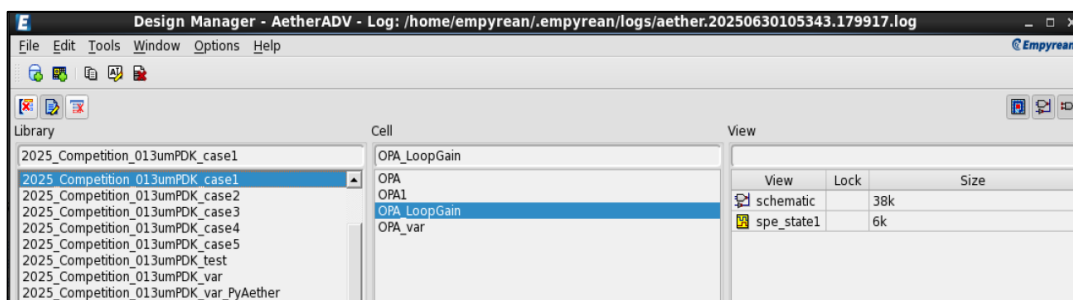 Design Manager - AetherADV - Log: /home/empyrean/.empyrean/logs/aether.20250630105343.179917.log
File Edit Tools Window Options Help
Empyrean
Library
Cell
View
2025_Competition_013umPDK_case1
OPA_LoopGain
2025_Competition_013umPDK_case1
2025_Competition_013umPDK_case2
2025_Competition_013umPDK_case3
2025_Competition_013umPDK_case4
2025_Competition_013umPDK_case5
2025_Competition_013umPDK_test
2025_Competition_013umPDK_var
2025_Competition_013umPDK_var_PyAether
OPA
OPA1
OPA_LoopGain
OPA_var
View Lock Size
schematic 38k
spe_state1 6k